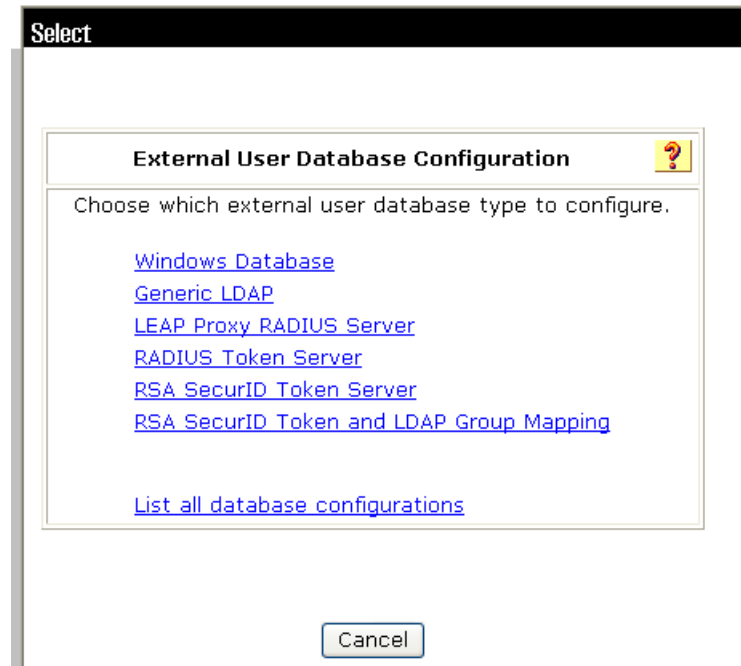 Select
External User Database Configuration
?
Choose which external user database type to configure.
Windows Database
Generic LDAP
LEAP Proxy RADIUS Server
RADIUS Token Server
RSA SecurID Token Server
RSA SecurID Token and LDAP Group Mapping
List all database configurations
Cancel